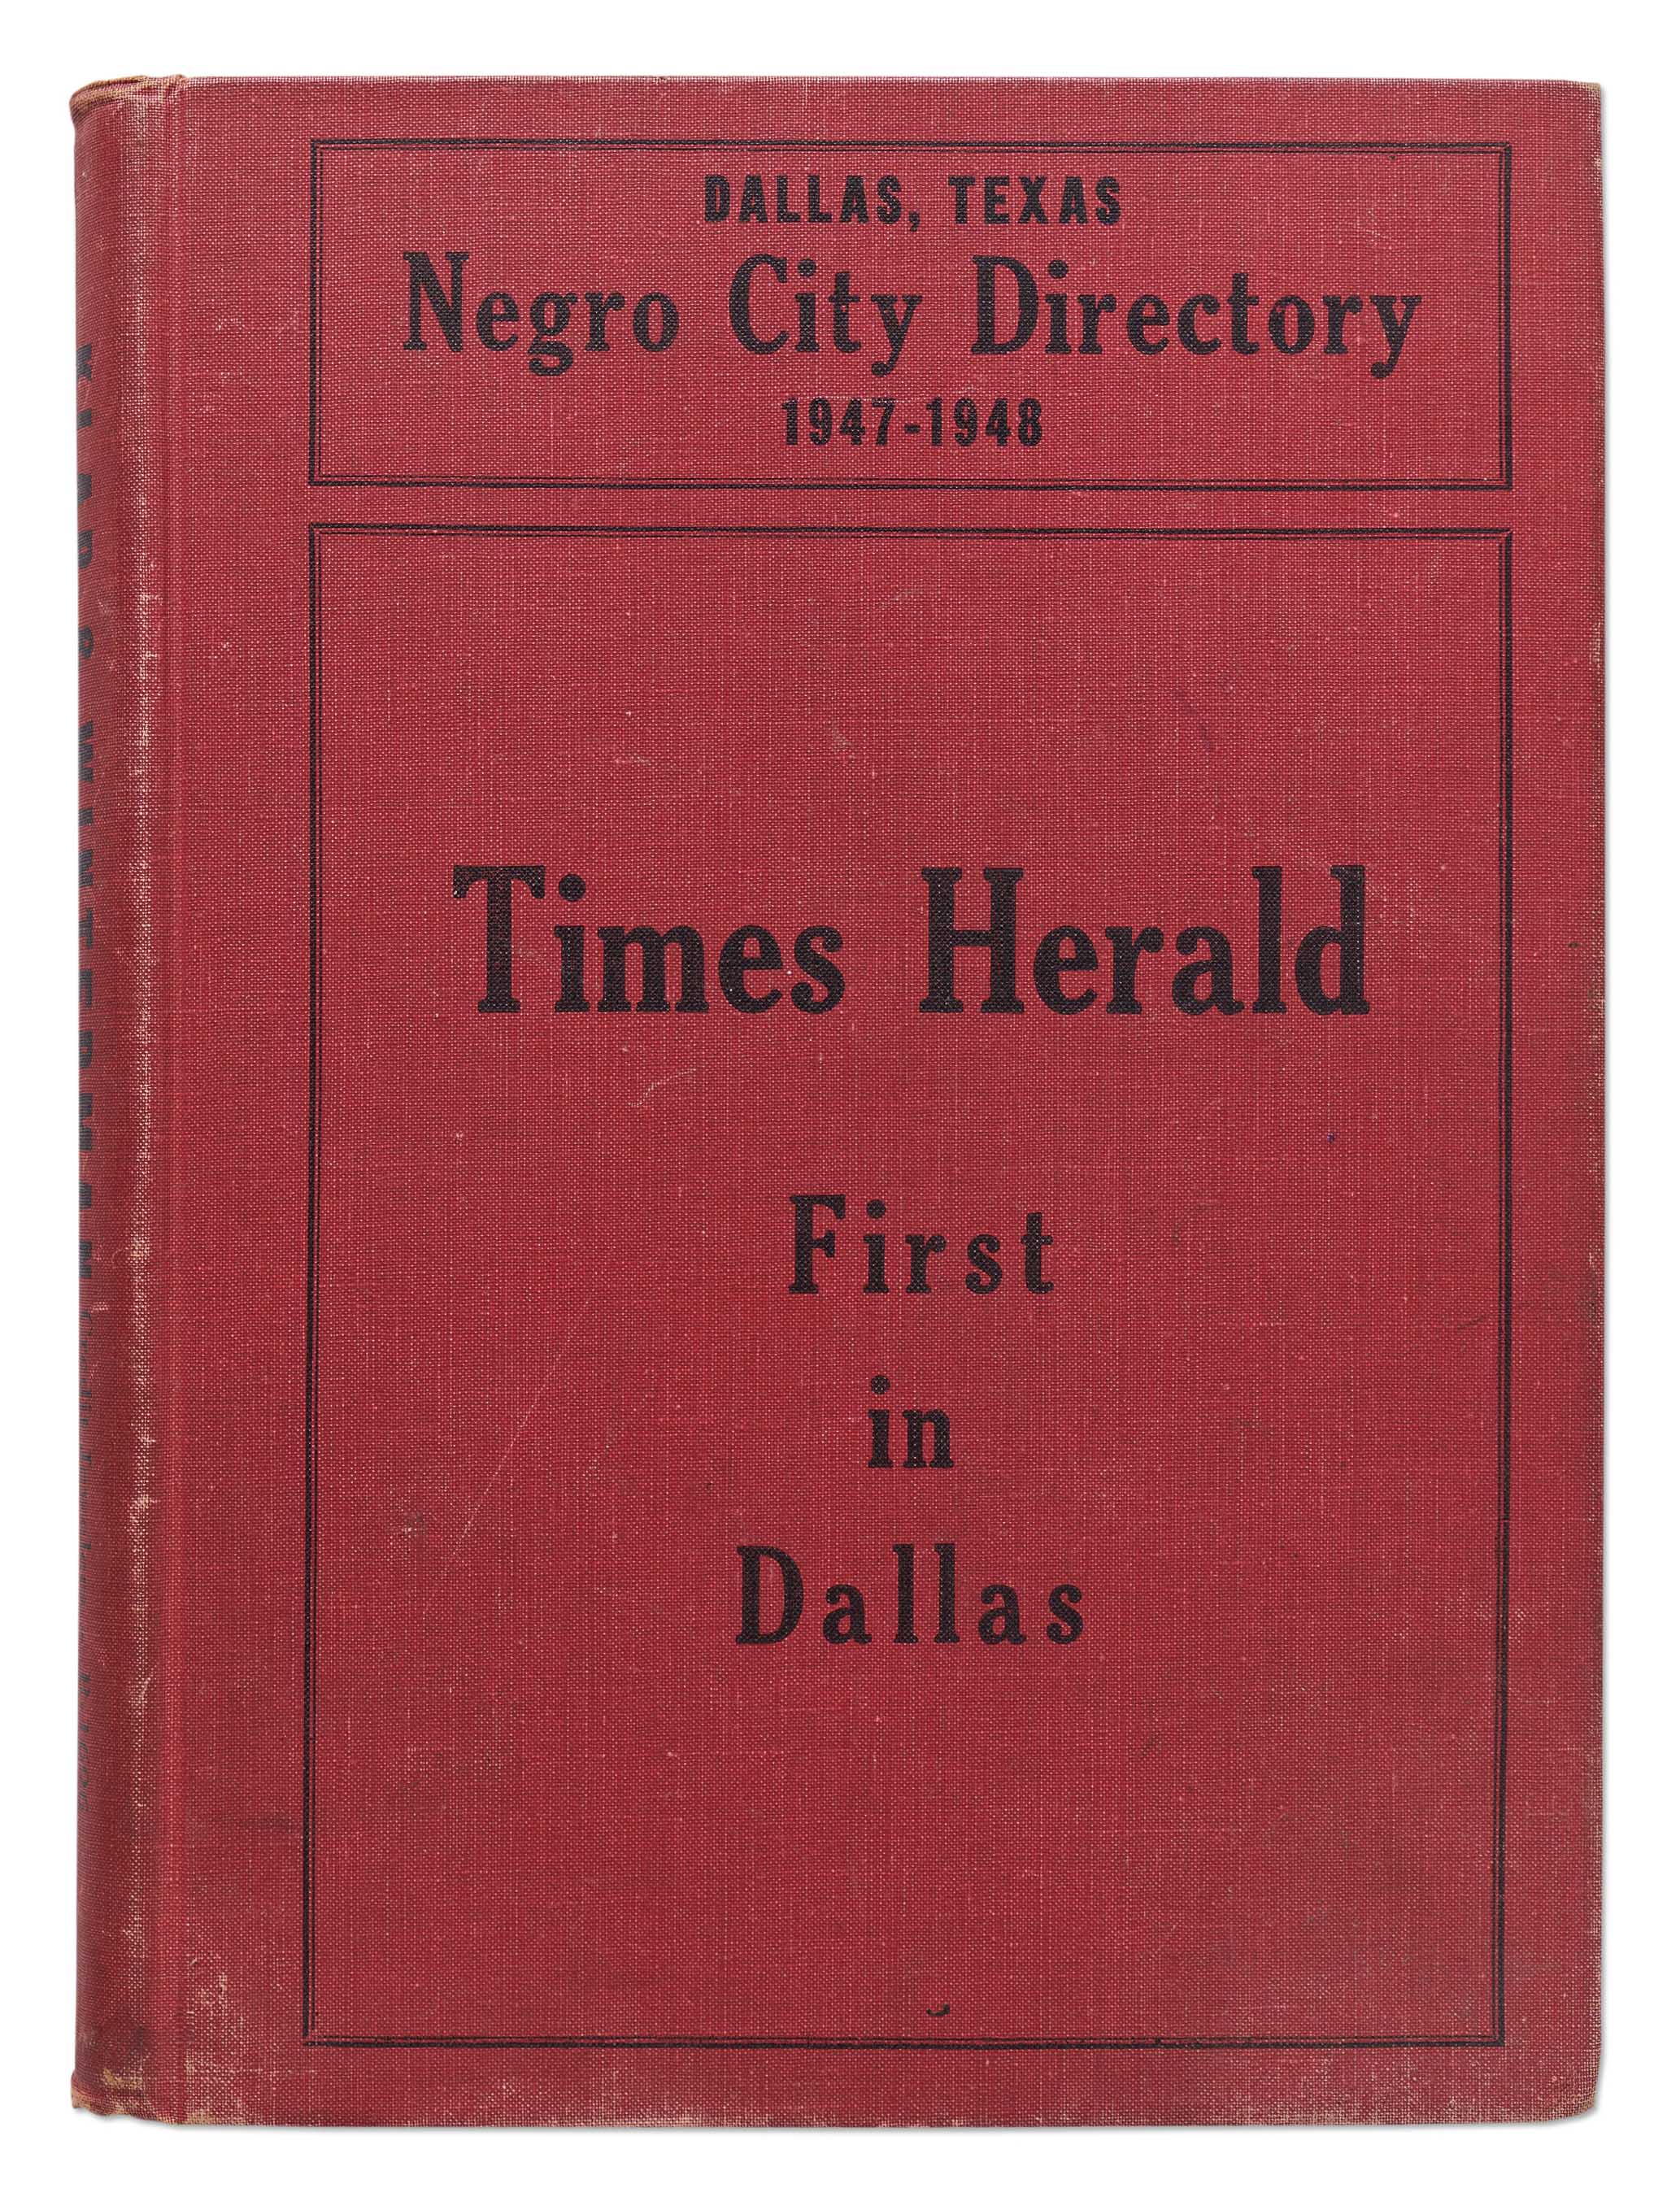 DALLAS, TEXAS
Negro City Directory
1947-1948
Times Herald
First
in
Dallas